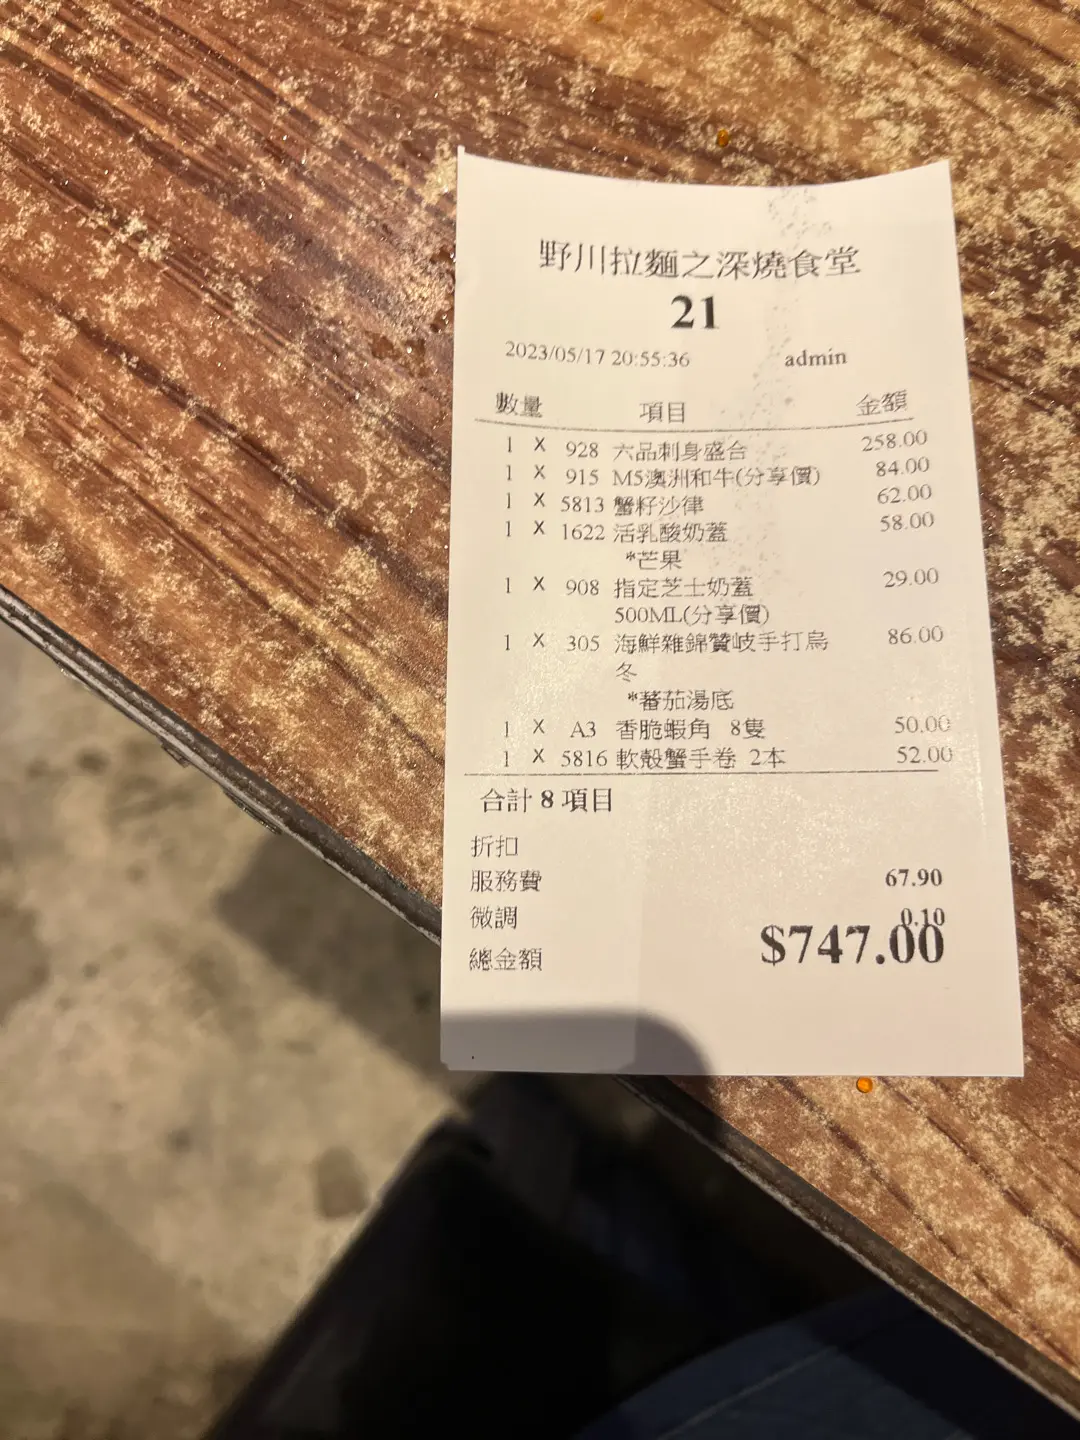 野川拉麵之深燒食堂
21
2023/05/17 20:55:36 admin
數量 項目 金額
1 X 928 六品刺身盛合 258.00
1 X 915 M5澳洲和牛(分享價) 84.00
1 X 5813 蟹籽沙律 62.00
1 X 1622 活乳酸奶蓋 58.00
*芒果
1 X 908 指定芝士奶蓋 29.00
500ML(分享價)
1 X 305 海鮮雜錦贊岐手打烏 86.00
冬
*蕃茄湯底
1 X A3 香脆蝦角 8隻 50.00
1 X 5816 軟殼蟹手卷 2本 52.00
合計 8 項目
折扣
服務費 67.90
微調 0.10
總金額 $747.00